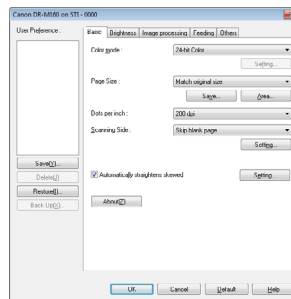 Canon DR-M160 on STI - 0000
User Preference :
Save(Y)...
Delete(J)
Restore(I)...
Back Up(X)...
Basic Brightness Image processing Feeding Others
Color mode : 24-bit Color
Setting...
Page Size : Match original size
Save... Area...
Dots per inch : 200 dpi
Scanning Side : Skip blank page
Setting...
Automatically straightens skewed Setting
About(Z)
OK Cancel Default Help